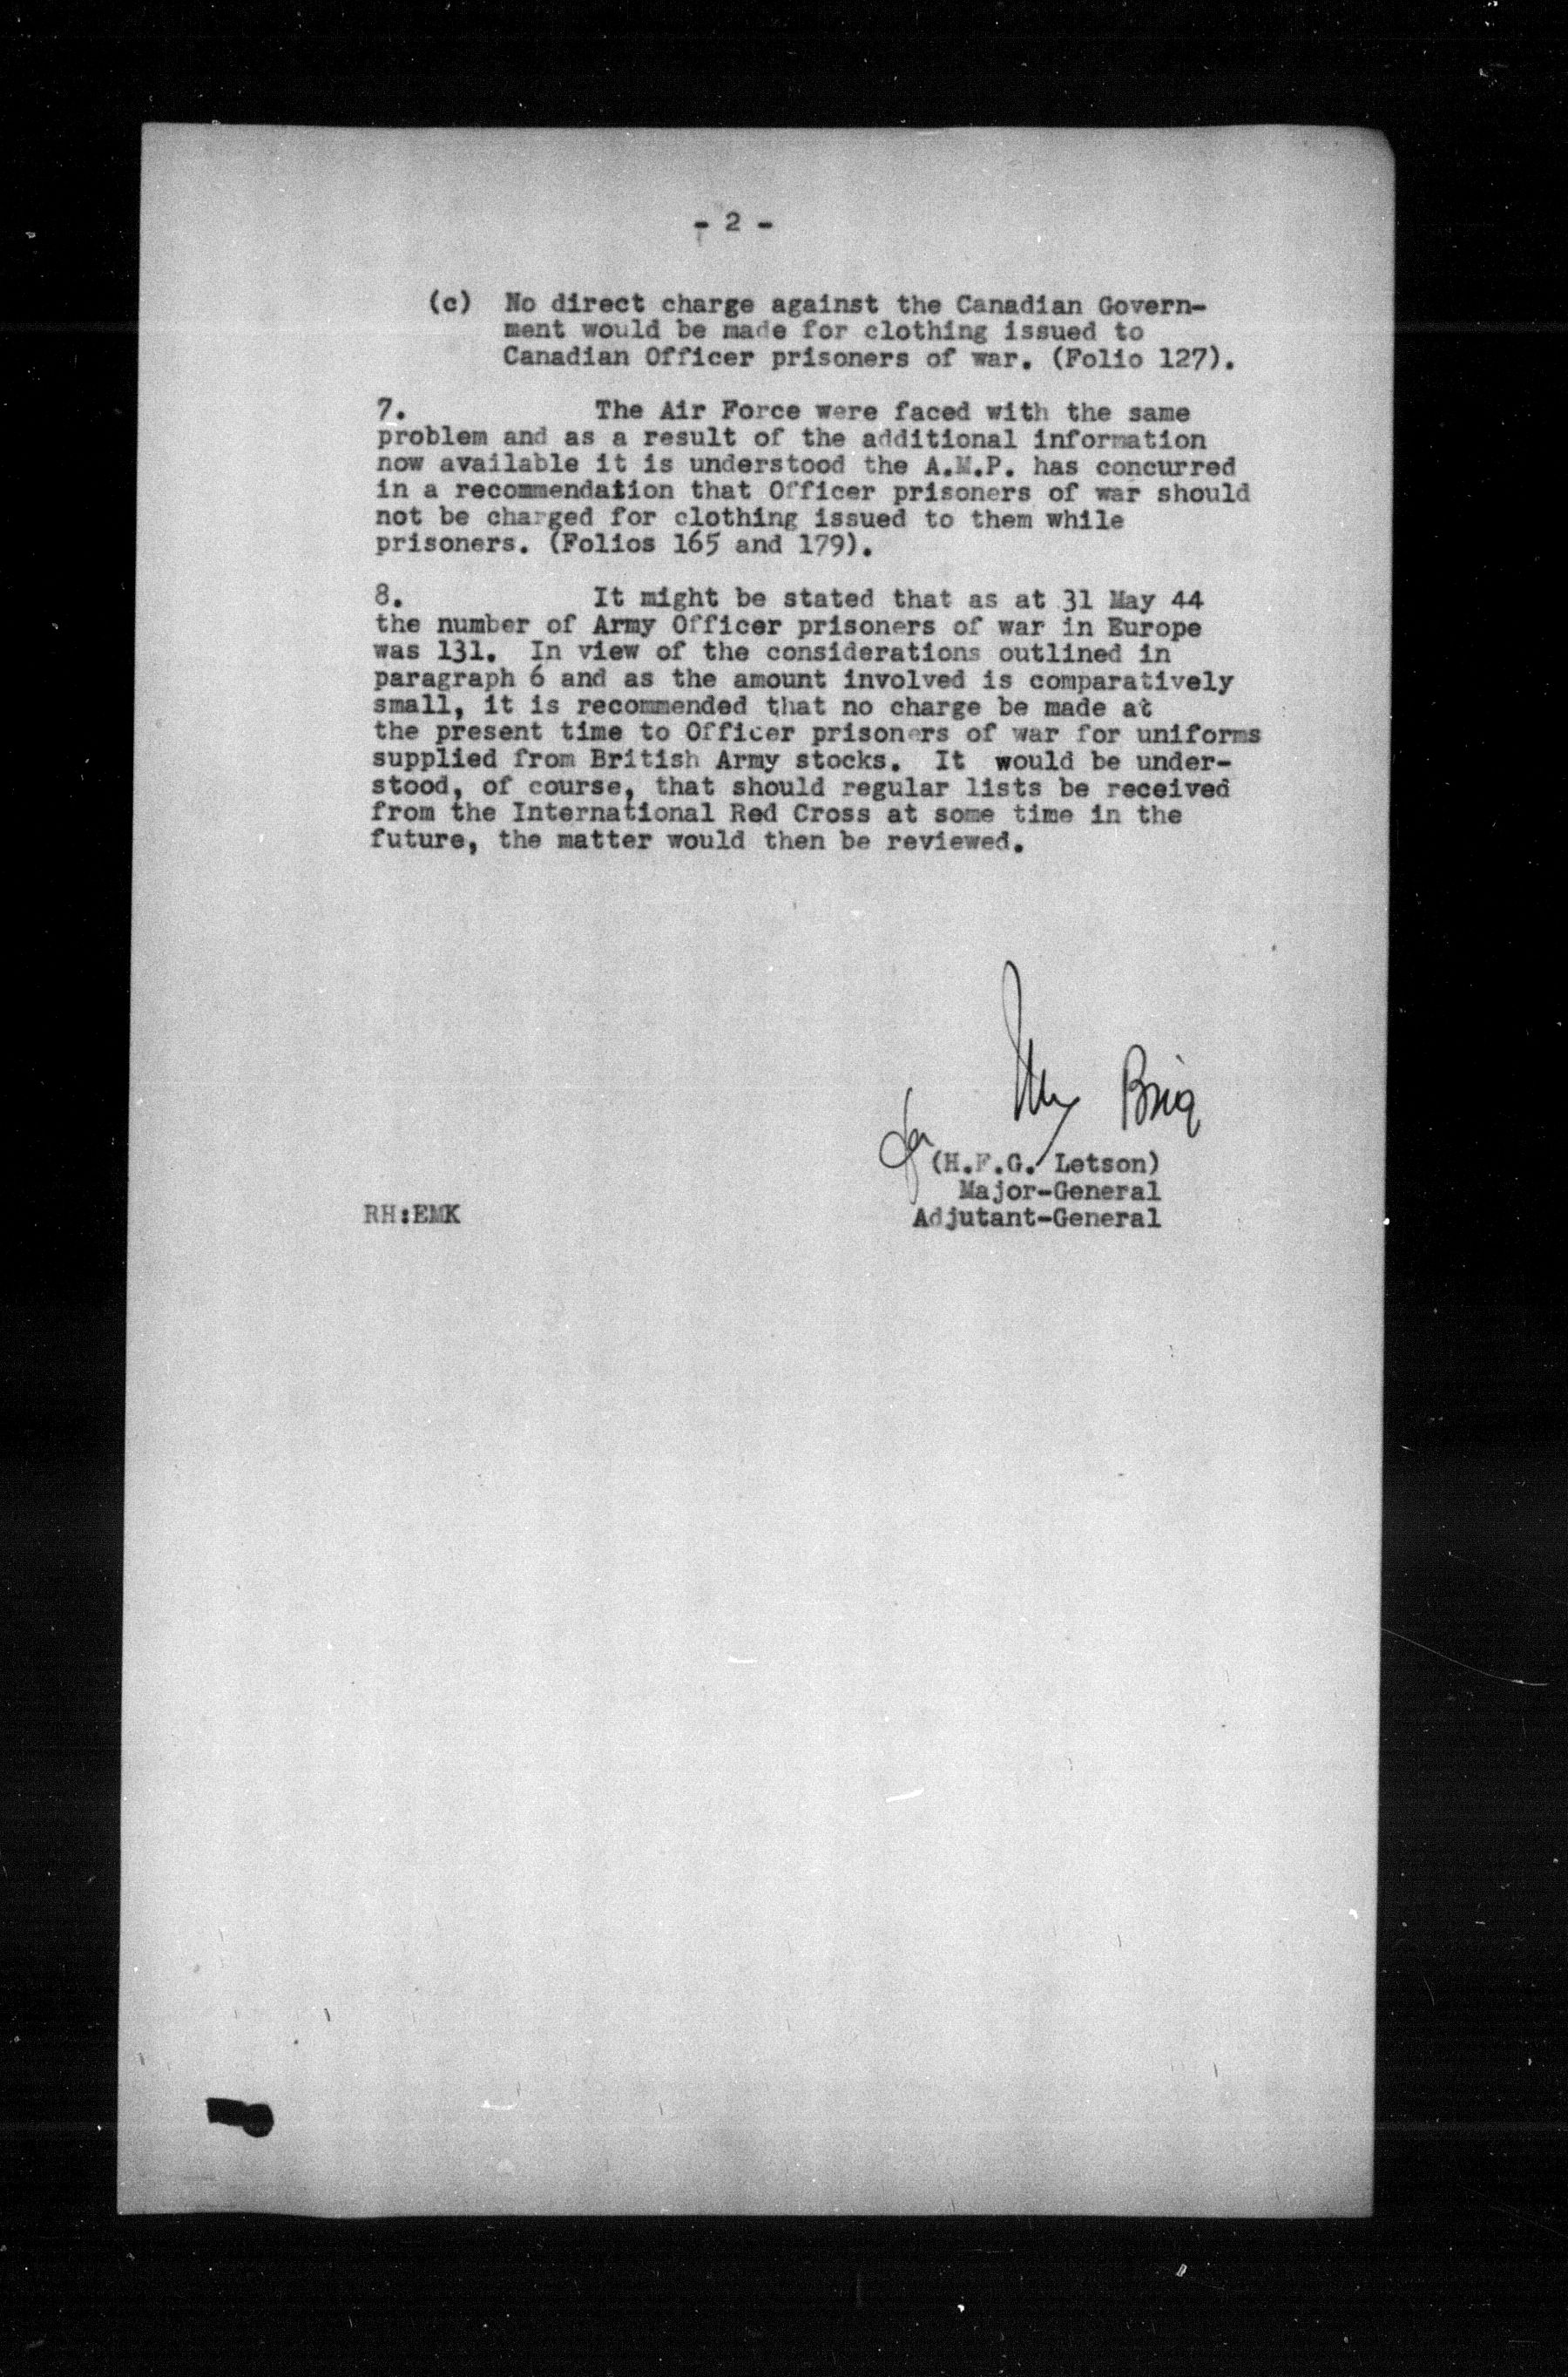 - 2 -
(c) No direct charge against the Canadian Govern-
ment would be made for clothing issued to
Canadian Officer prisoners of war. (Folio 127).
7. The Air Force were faced with the same
problem and as a result of the additional information
now available it is understood the A.M.P. has concurred
in a recommendation that Officer prisoners of war should
not be charged for clothing issued to them while
prisoners. (Folios 165 and 179).
8. It might be stated that as at 31 May 44
the number of Army Officer prisoners of war in Europe
was 131. In view of the considerations outlined in
paragraph 6 and as the amount involved is comparatively
small, it is recommended that no charge be made at
the present time to Officer prisoners of war for uniforms
supplied from British Army stocks. It would be under-
stood, of course, that should regular lists be received
from the International Red Cross at some time in the
future, the matter would then be reviewed.
Brig
for
(H.F.G. Letson)
Major-General
RH:EMK
Adjutant-General